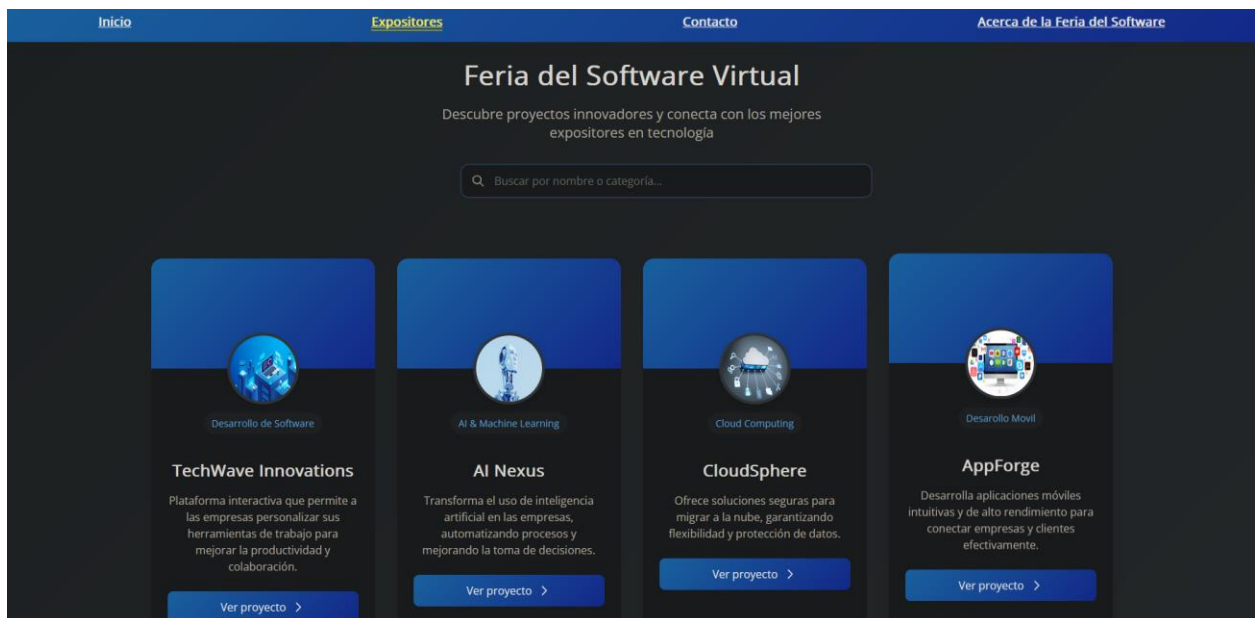 Inicio
Expositores
Contacto
Acerca de la Feria del Software
Feria del Software Virtual
Descubre proyectos innovadores y conecta con los mejores
expositores en tecnología
Buscar por nombre o categoría...
Desarrollo de Software
TechWave Innovations
Plataforma interactiva que permite a
las empresas personalizar sus
herramientas de trabajo para
mejorar la productividad y
colaboración.
Ver proyecto
AI & Machine Learning
AI Nexus
Transforma el uso de inteligencia
artificial en las empresas,
automatizando procesos y
mejorando la toma de decisiones.
Ver proyecto
Cloud Computing
CloudSphere
Ofrece soluciones seguras para
migrar a la nube, garantizando
flexibilidad y protección de datos.
Ver proyecto
Desarollo Movil
AppForge
Desarrolla aplicaciones móviles
intuitivas y de alto rendimiento para
conectar empresas y clientes
efectivamente.
Ver proyecto